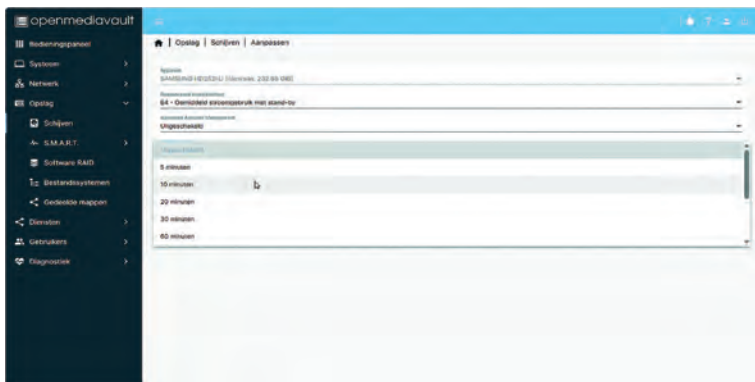 openmediavault
Bedieningspaneel
Systeem
Netwerk
Opslag
Schijven
S.M.A.R.T.
Software RAID
Bestandssystemen
Gedeelde mappen
Diensten
Gebruikers
Diagnostiek
| Opslag | Schijven | Aanpassen
Apparaat
64 - Gemiddeld stroomgebruik met stand-by
Uitgeschakeld
Uitgeschakeld
5 minuten
10 minuten
20 minuten
30 minuten
60 minuten